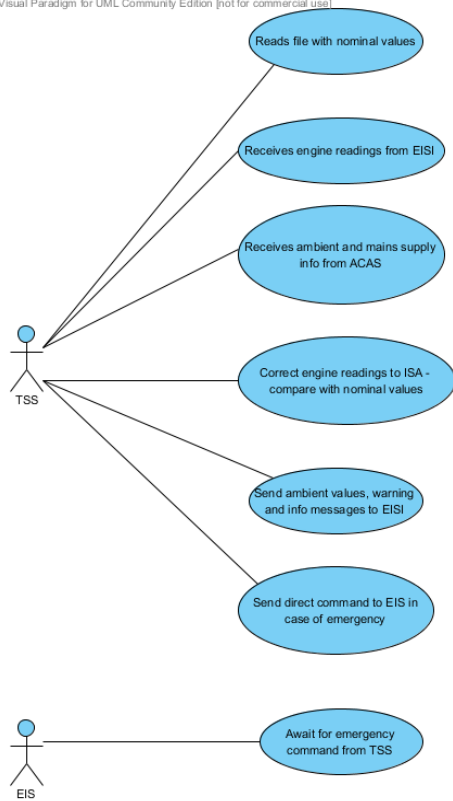 Visual Paradigm for UML Community Edition [not for commercial use]
Reads file with nominal values
Receives engine readings from EISI
Receives ambient and mains supply
info from ACAS
TSS
Correct engine readings to ISA -
compare with nominal values
Send ambient values, warning
and info messages to EISI
Send direct command to EIS in
case of emergency
EIS
Await for emergency
command from TSS